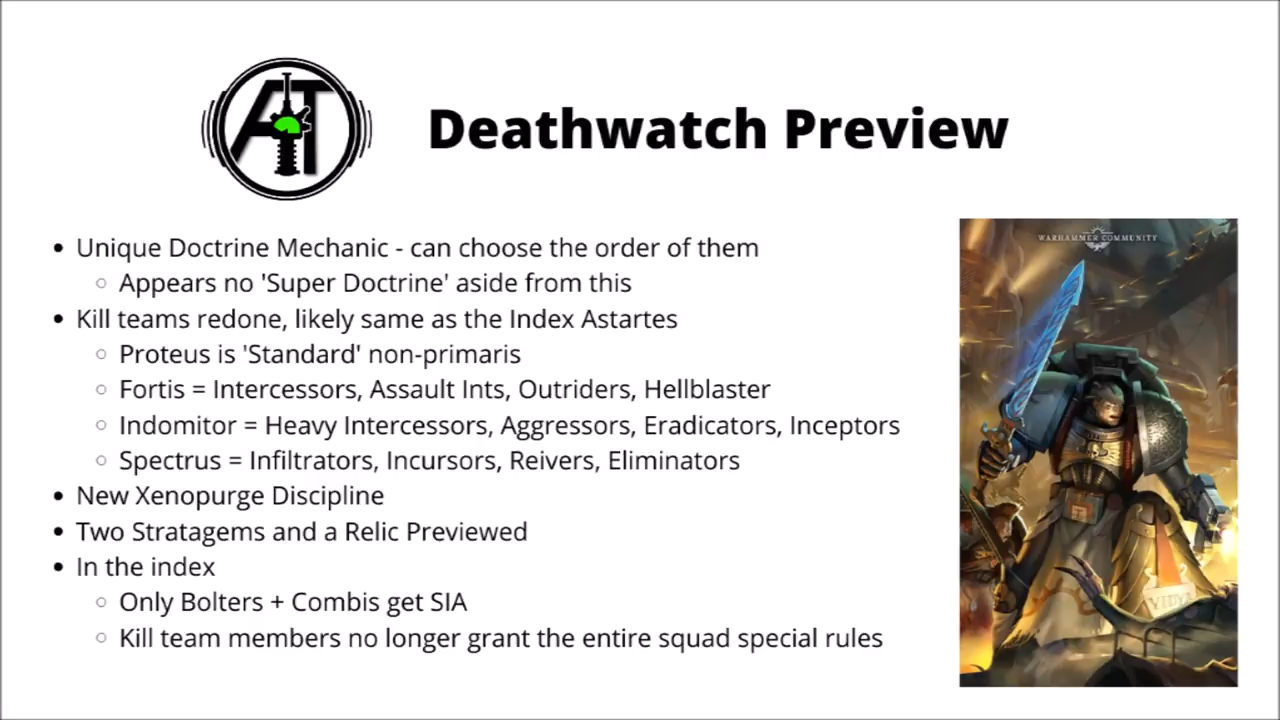 AT
Deathwatch Preview
• Unique Doctrine Mechanic - can choose the order of them
○ Appears no 'Super Doctrine' aside from this
• Kill teams redone, likely same as the Index Astartes
○ Proteus is 'Standard' non-primaris
○ Fortis = Intercessors, Assault Ints, Outriders, Hellblaster
○ Indomitor = Heavy Intercessors, Aggressors, Eradicators, Inceptors
○ Spectrus = Infiltrators, Incursors, Reivers, Eliminators
• New Xenopurge Discipline
• Two Stratagems and a Relic Previewed
• In the index
○ Only Bolters + Combis get SIA
○ Kill team members no longer grant the entire squad special rules
WARHAMMER COMMUNITY
VIDYA